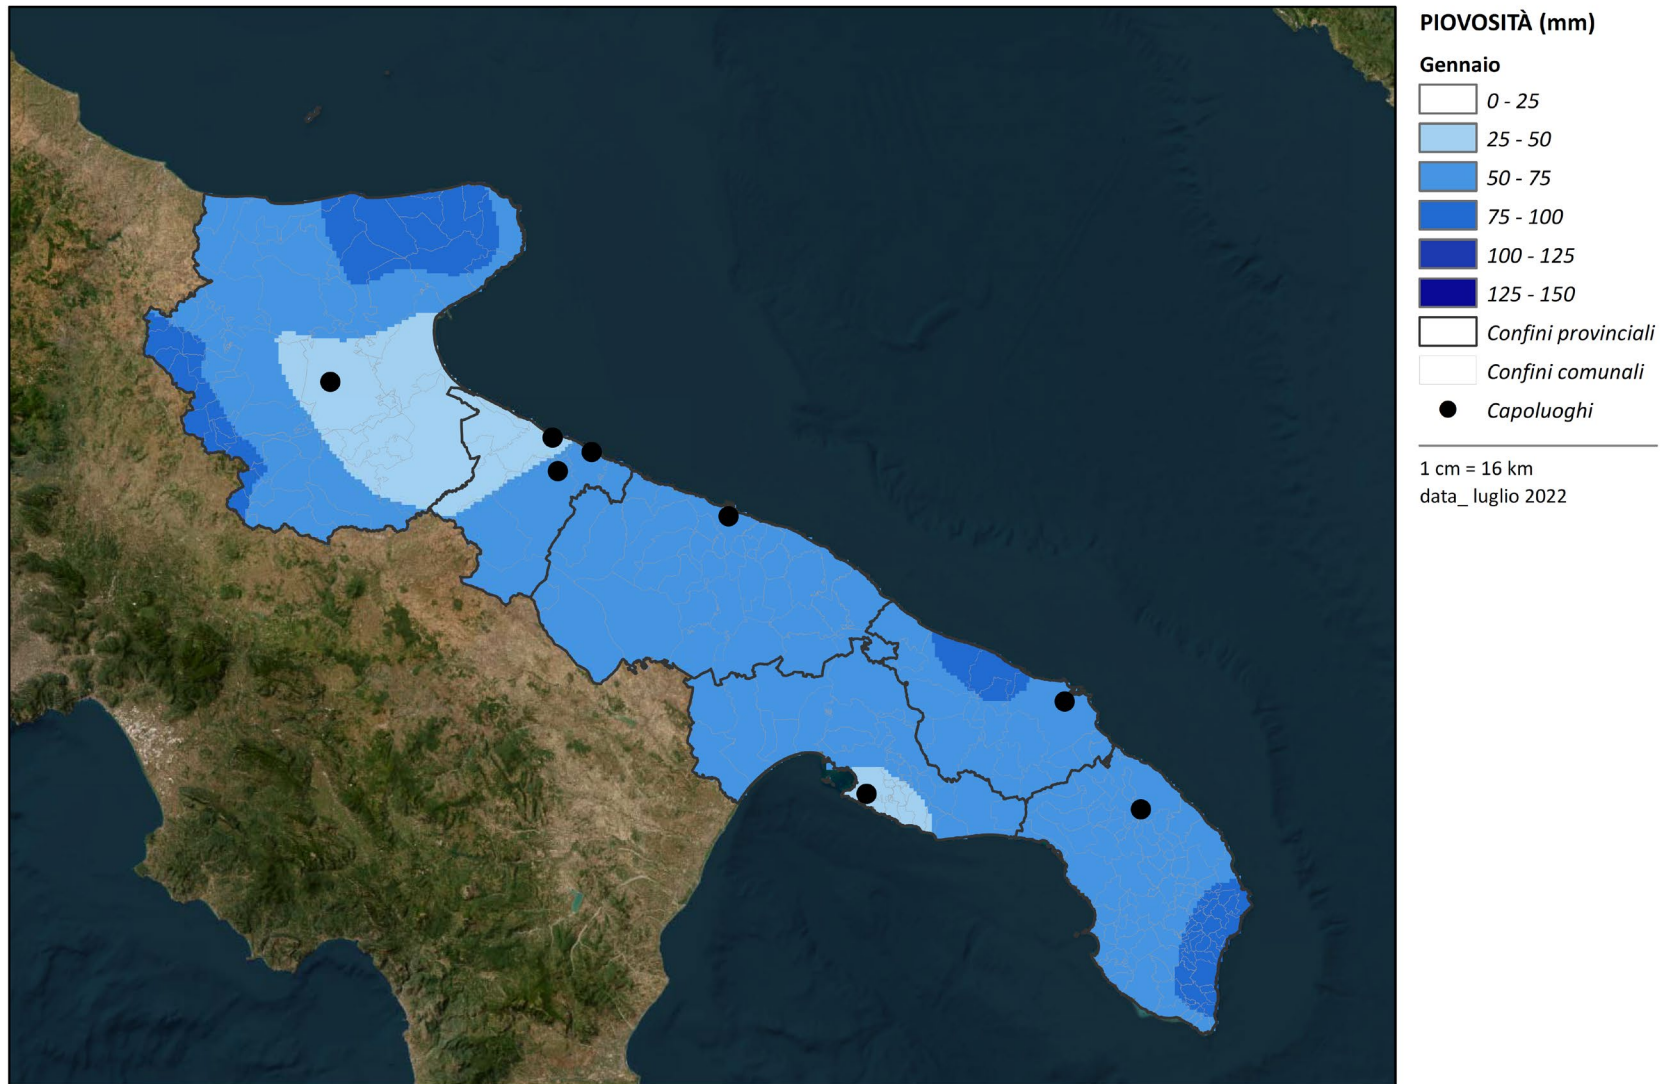 PIOVOSITÀ (mm)
Gennaio
0 - 25
25 - 50
50 - 75
75 - 100
100 - 125
125 - 150
Confini provinciali
Confini comunali
Capoluoghi
1 cm = 16 km
data_ luglio 2022